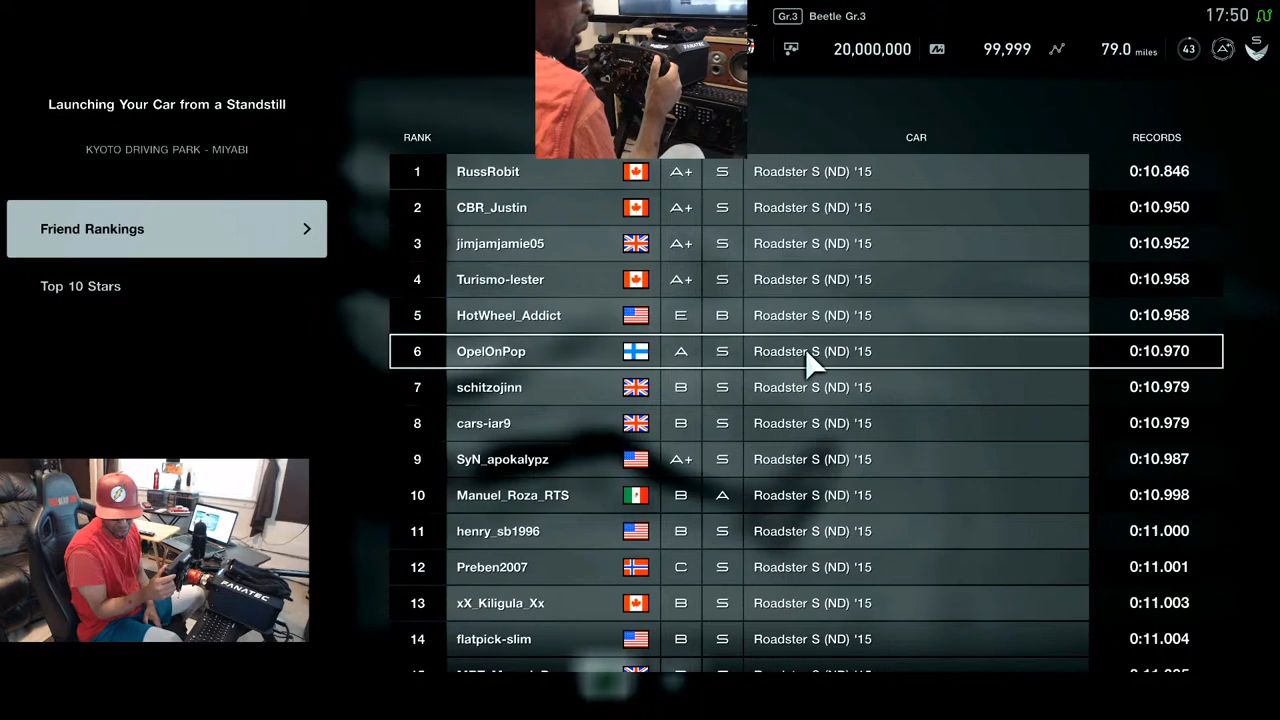 Gr.3 Beetle Gr.3
17:50
20,000,000 99,999 79.0 miles 43 A+ S
Launching Your Car from a Standstill
KYOTO DRIVING PARK - MIYABI
Friend Rankings
Top 10 Stars
RANK CAR RECORDS
1 RussRobit A+ S Roadster S (ND) '15 0:10.846
2 CBR_Justin A+ S Roadster S (ND) '15 0:10.950
3 jimjamjamie05 A+ S Roadster S (ND) '15 0:10.952
4 Turismo-lester A+ S Roadster S (ND) '15 0:10.958
5 HotWheel_Addict E B Roadster S (ND) '15 0:10.958
6 OpelOnPop A S Roadster S (ND) '15 0:10.970
7 schitzojinn B S Roadster S (ND) '15 0:10.979
8 cars-iar9 B S Roadster S (ND) '15 0:10.979
9 SyN_apokalypz A+ S Roadster S (ND) '15 0:10.987
10 Manuel_Roza_RTS B A Roadster S (ND) '15 0:10.998
11 henry_sb1996 B S Roadster S (ND) '15 0:11.000
12 Preben2007 C S Roadster S (ND) '15 0:11.001
13 xX_Kiligula_Xx B S Roadster S (ND) '15 0:11.003
14 flatpick-slim B S Roadster S (ND) '15 0:11.004
FANATEC
FANATEC